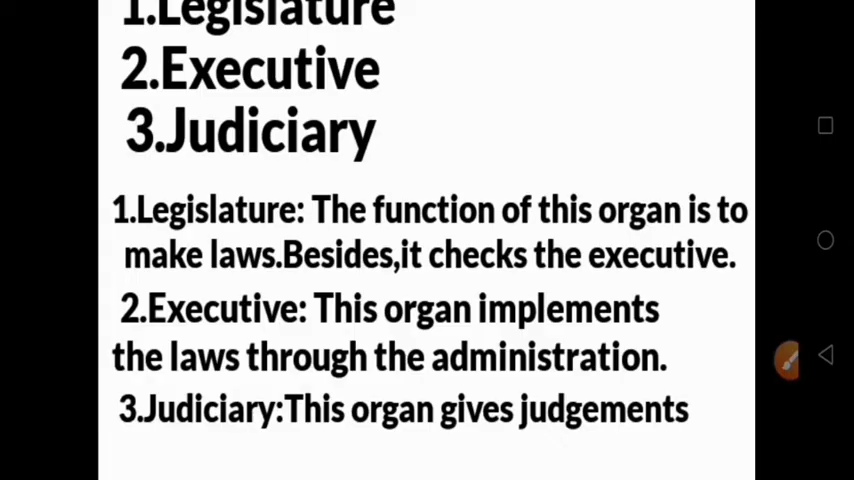 1.Legislature
2.Executive
3.Judiciary
1.Legislature: The function of this organ is to
make laws.Besides,it checks the executive.
2.Executive: This organ implements
the laws through the administration.
3.Judiciary:This organ gives judgements